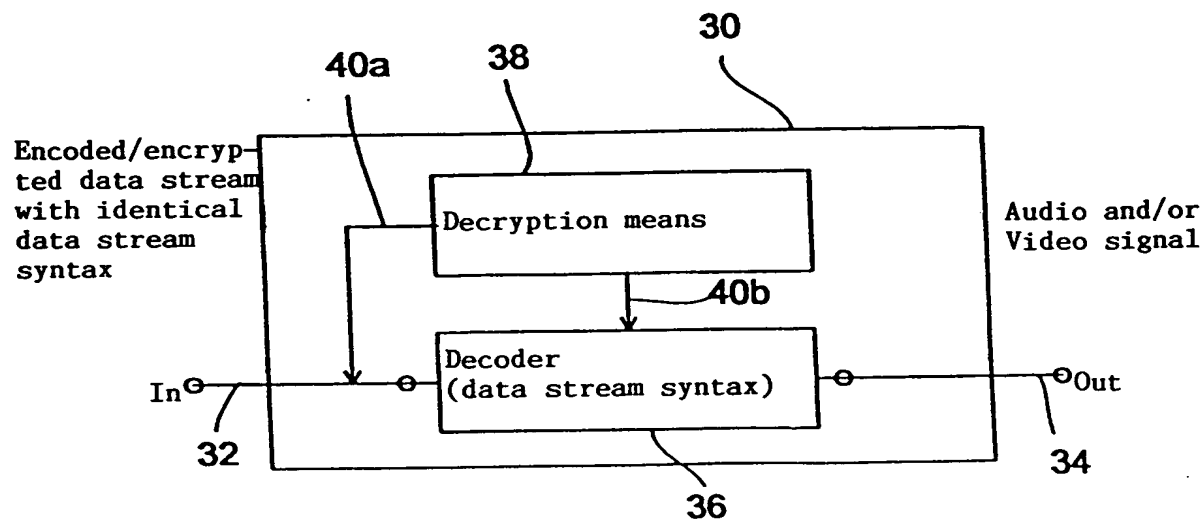 30
38
40a
Encoded/encryp-
ted data stream
with identical
data stream
syntax
Decryption means
Audio and/or
Video signal
40b
Decoder
(data stream syntax)
In
Out
32
34
36